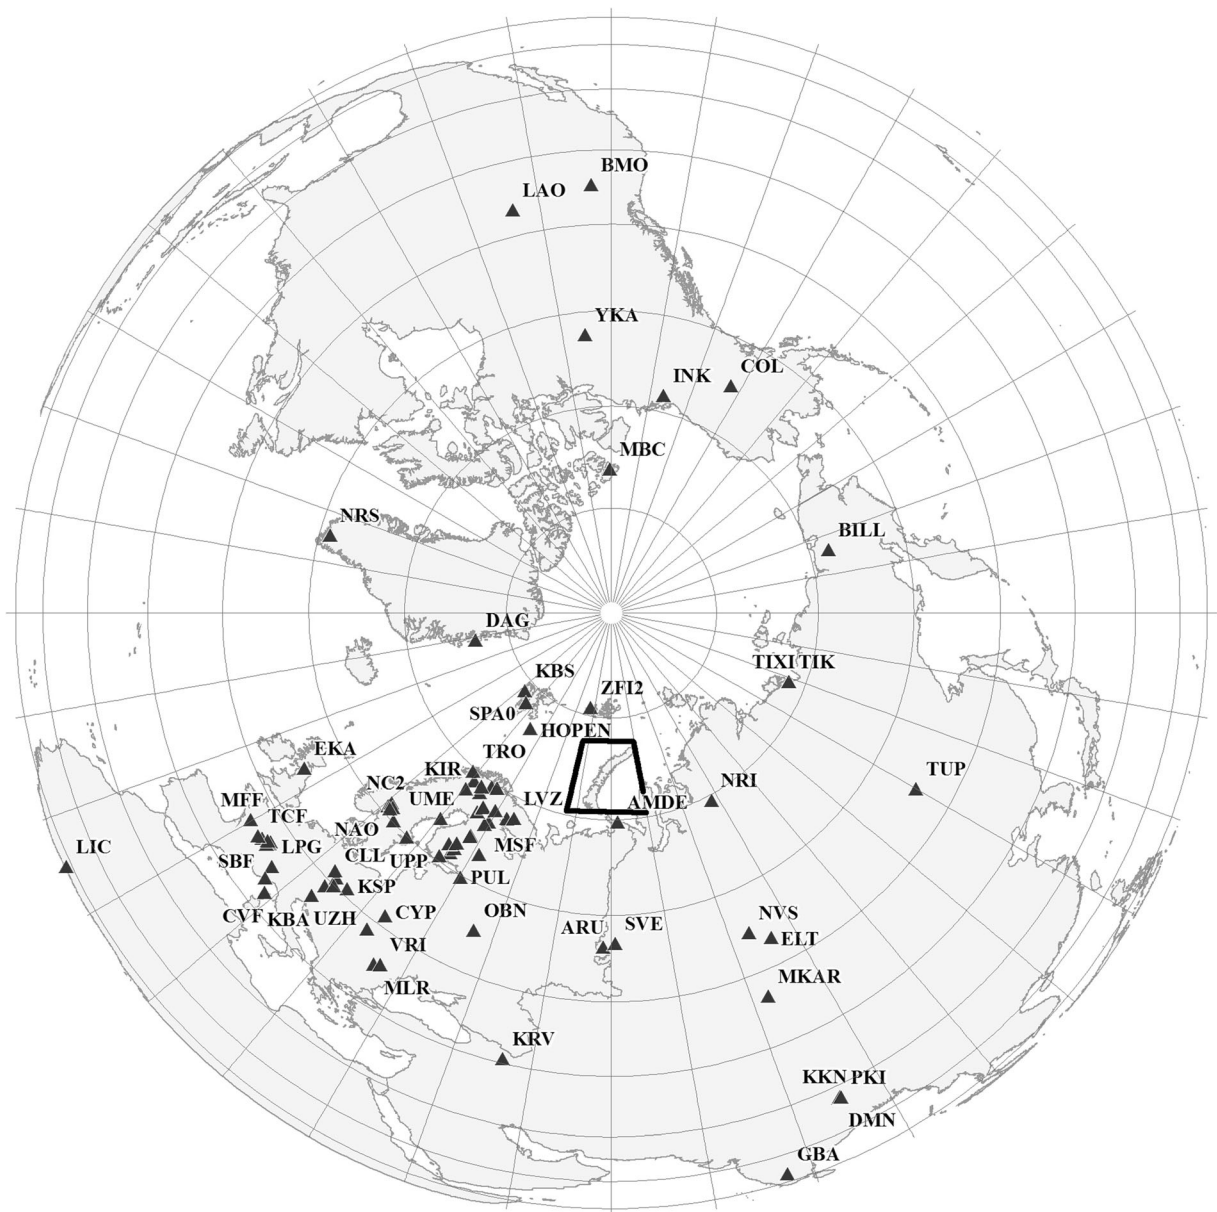 BMO
LAO
YKA
COL
INK
MBC
NRS
BILL
DAG
TIXI TIK
KBS
ZFI2
SPA0
HOPEN
EKA
TRO
KIR
NC2
NRI
TUP
MFF
TCF
UME
LVZ
AMDE
NAO
LIC
LPG
CLL
MSF
SBF
UPP
PUL
KSP
CVF
KBA
UZH
CYP
OBN
ARU
SVE
NVS
ELT
VRI
MKAR
MLR
KRV
KKN PKI
DMN
GBA